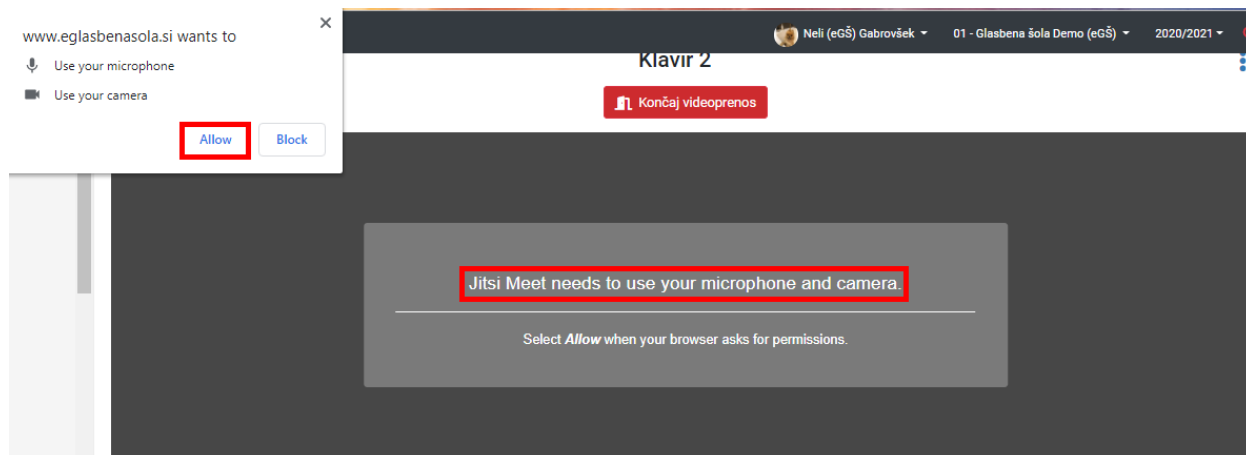 www.eglasbenasola.si wants to
Use your microphone
Use your camera
Allow Block
Neli (eGŠ) Gabrovšek 01 - Glasbena šola Demo (eGŠ) 2020/2021
Klavir 2
Končaj videoprenos
Jitsi Meet needs to use your microphone and camera.
Select Allow when your browser asks for permissions.